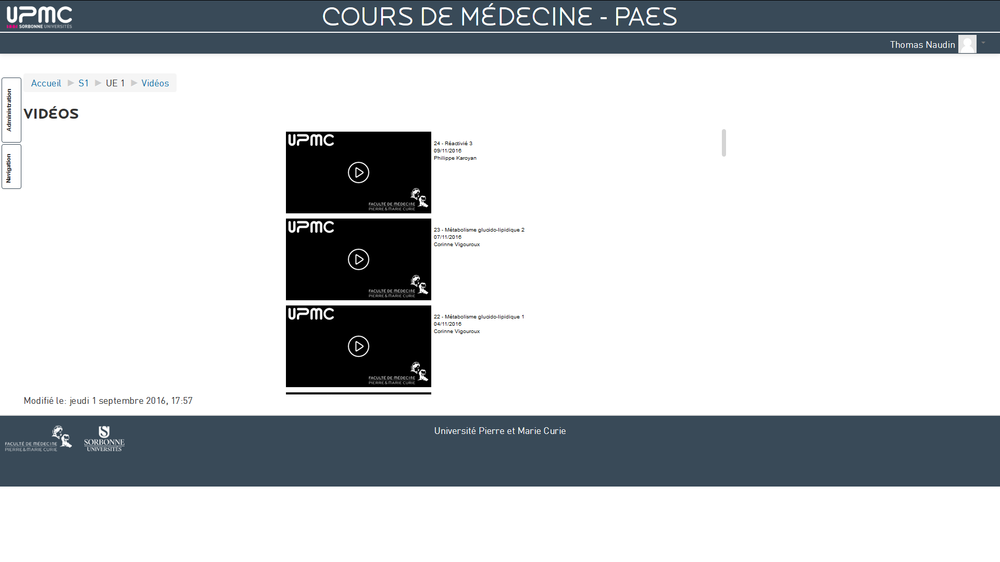 UPMC
SORBONNE UNIVERSITÉS
COURS DE MÉDECINE - PAES
Thomas Naudin
Accueil ▶ S1 ▶ UE 1 ▶ Vidéos
Administration
Navigation
VIDÉOS
UPMC
FACULTÉ DE MÉDECINE
PIERRE & MARIE CURIE
24 - Réactivié 3
09/11/2016
Philippe Karoyan
UPMC
FACULTÉ DE MÉDECINE
PIERRE & MARIE CURIE
23 - Métabolisme glucido-lipidique 2
07/11/2016
Corinne Vigouroux
UPMC
FACULTÉ DE MÉDECINE
PIERRE & MARIE CURIE
22 - Métabolisme glucido-lipidique 1
04/11/2016
Corinne Vigouroux
Modifié le: jeudi 1 septembre 2016, 17:57
FACULTÉ DE MÉDECINE
PIERRE & MARIE CURIE
S
SORBONNE
UNIVERSITÉS
Université Pierre et Marie Curie